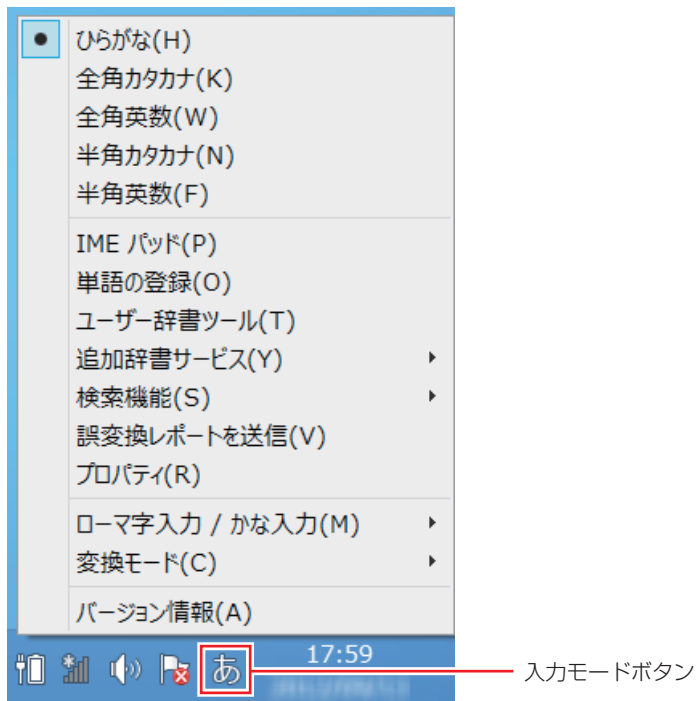 ひらがな(H)
全角カタカナ(K)
全角英数(W)
半角カタカナ(N)
半角英数(F)
IME パッド(P)
単語の登録(O)
ユーザー辞書ツール(T)
追加辞書サービス(Y)
検索機能(S)
誤変換レポートを送信(V)
プロパティ(R)
ローマ字入力 / かな入力(M)
変換モード(C)
バージョン情報(A)
あ 17:59
入力モードボタン